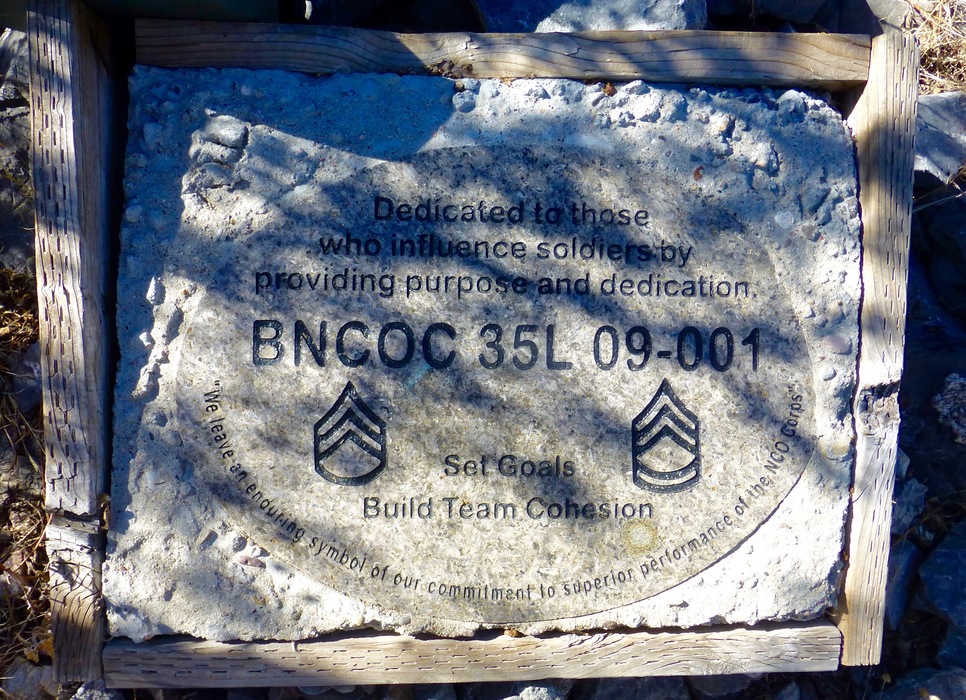 Dedicated to those
who influence soldiers by
providing purpose and dedication.
BNCOC 35L 09-001
Set Goals
Build Team Cohesion
"We leave an enduring symbol of our commitment to superior performance of the NCO Corps"